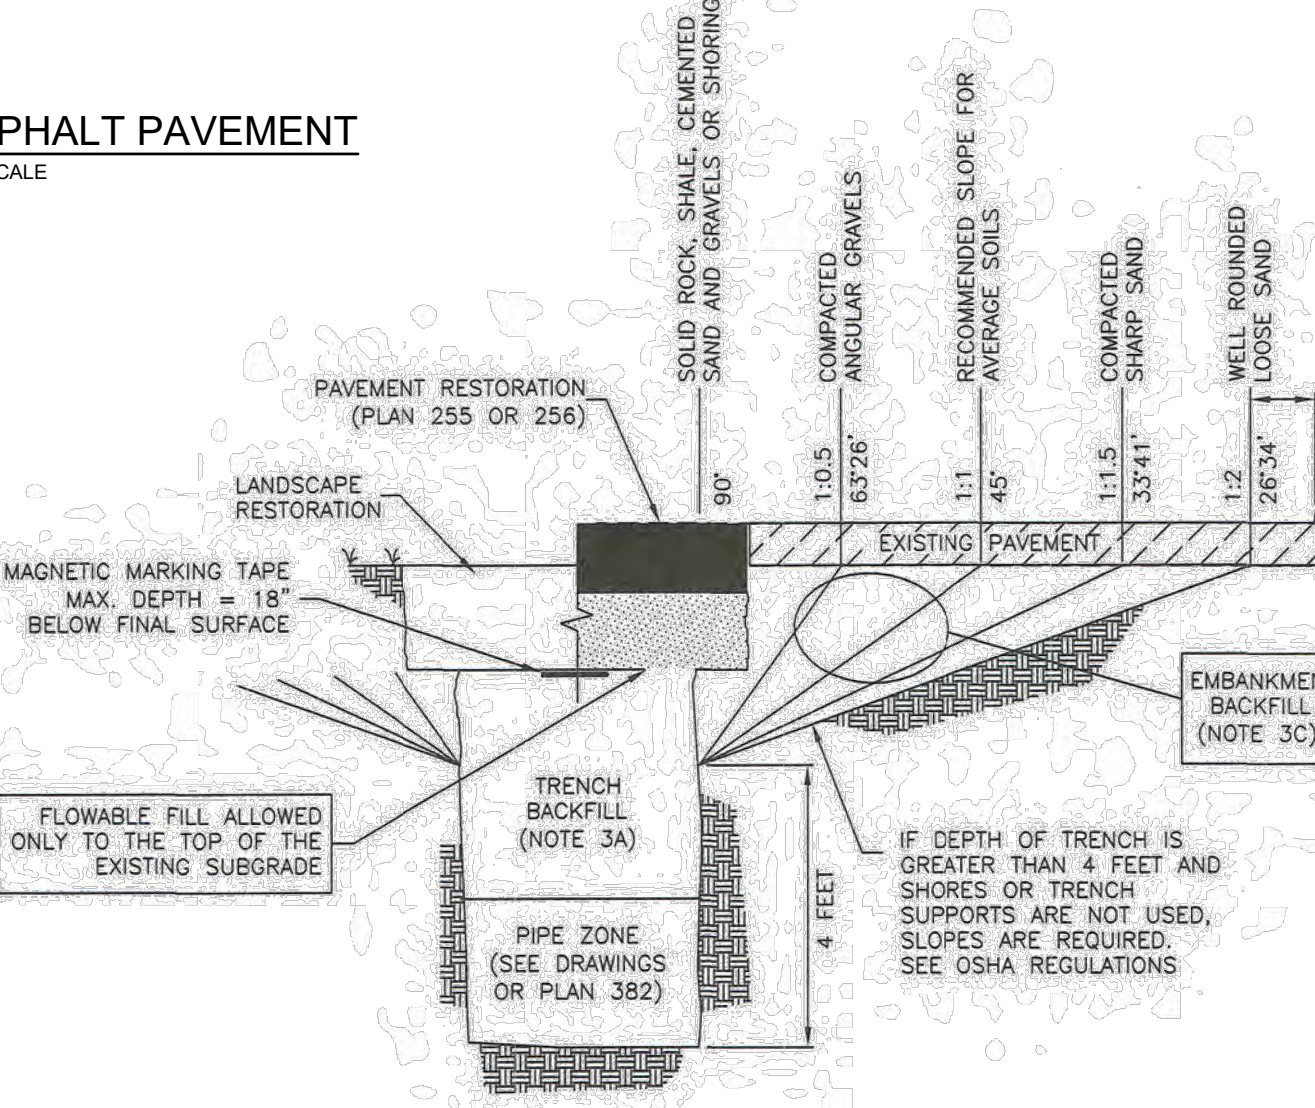 PHALT PAVEMENT
CALE
SOLID ROCK, SHALE, CEMENTED
SAND AND GRAVELS OR SHORING
COMPACTED
ANGULAR GRAVELS
RECOMMENDED SLOPE FOR
AVERAGE SOILS
COMPACTED
SHARP SAND
WELL ROUNDED
LOOSE SAND
90°
1:0.5
63°26'
1:1
45°
1:1.5
33°41'
1:2
26°34'
PAVEMENT RESTORATION
(PLAN 255 OR 256)
LANDSCAPE
RESTORATION
EXISTING PAVEMENT
MAGNETIC MARKING TAPE
MAX. DEPTH = 18"
BELOW FINAL SURFACE
EMBANKMEN
BACKFILL
(NOTE 3C)
TRENCH
BACKFILL
(NOTE 3A)
FLOWABLE FILL ALLOWED
ONLY TO THE TOP OF THE
EXISTING SUBGRADE
4 FEET
IF DEPTH OF TRENCH IS
GREATER THAN 4 FEET AND
SHORES OR TRENCH
SUPPORTS ARE NOT USED,
SLOPES ARE REQUIRED.
SEE OSHA REGULATIONS
PIPE ZONE
(SEE DRAWINGS
OR PLAN 382)